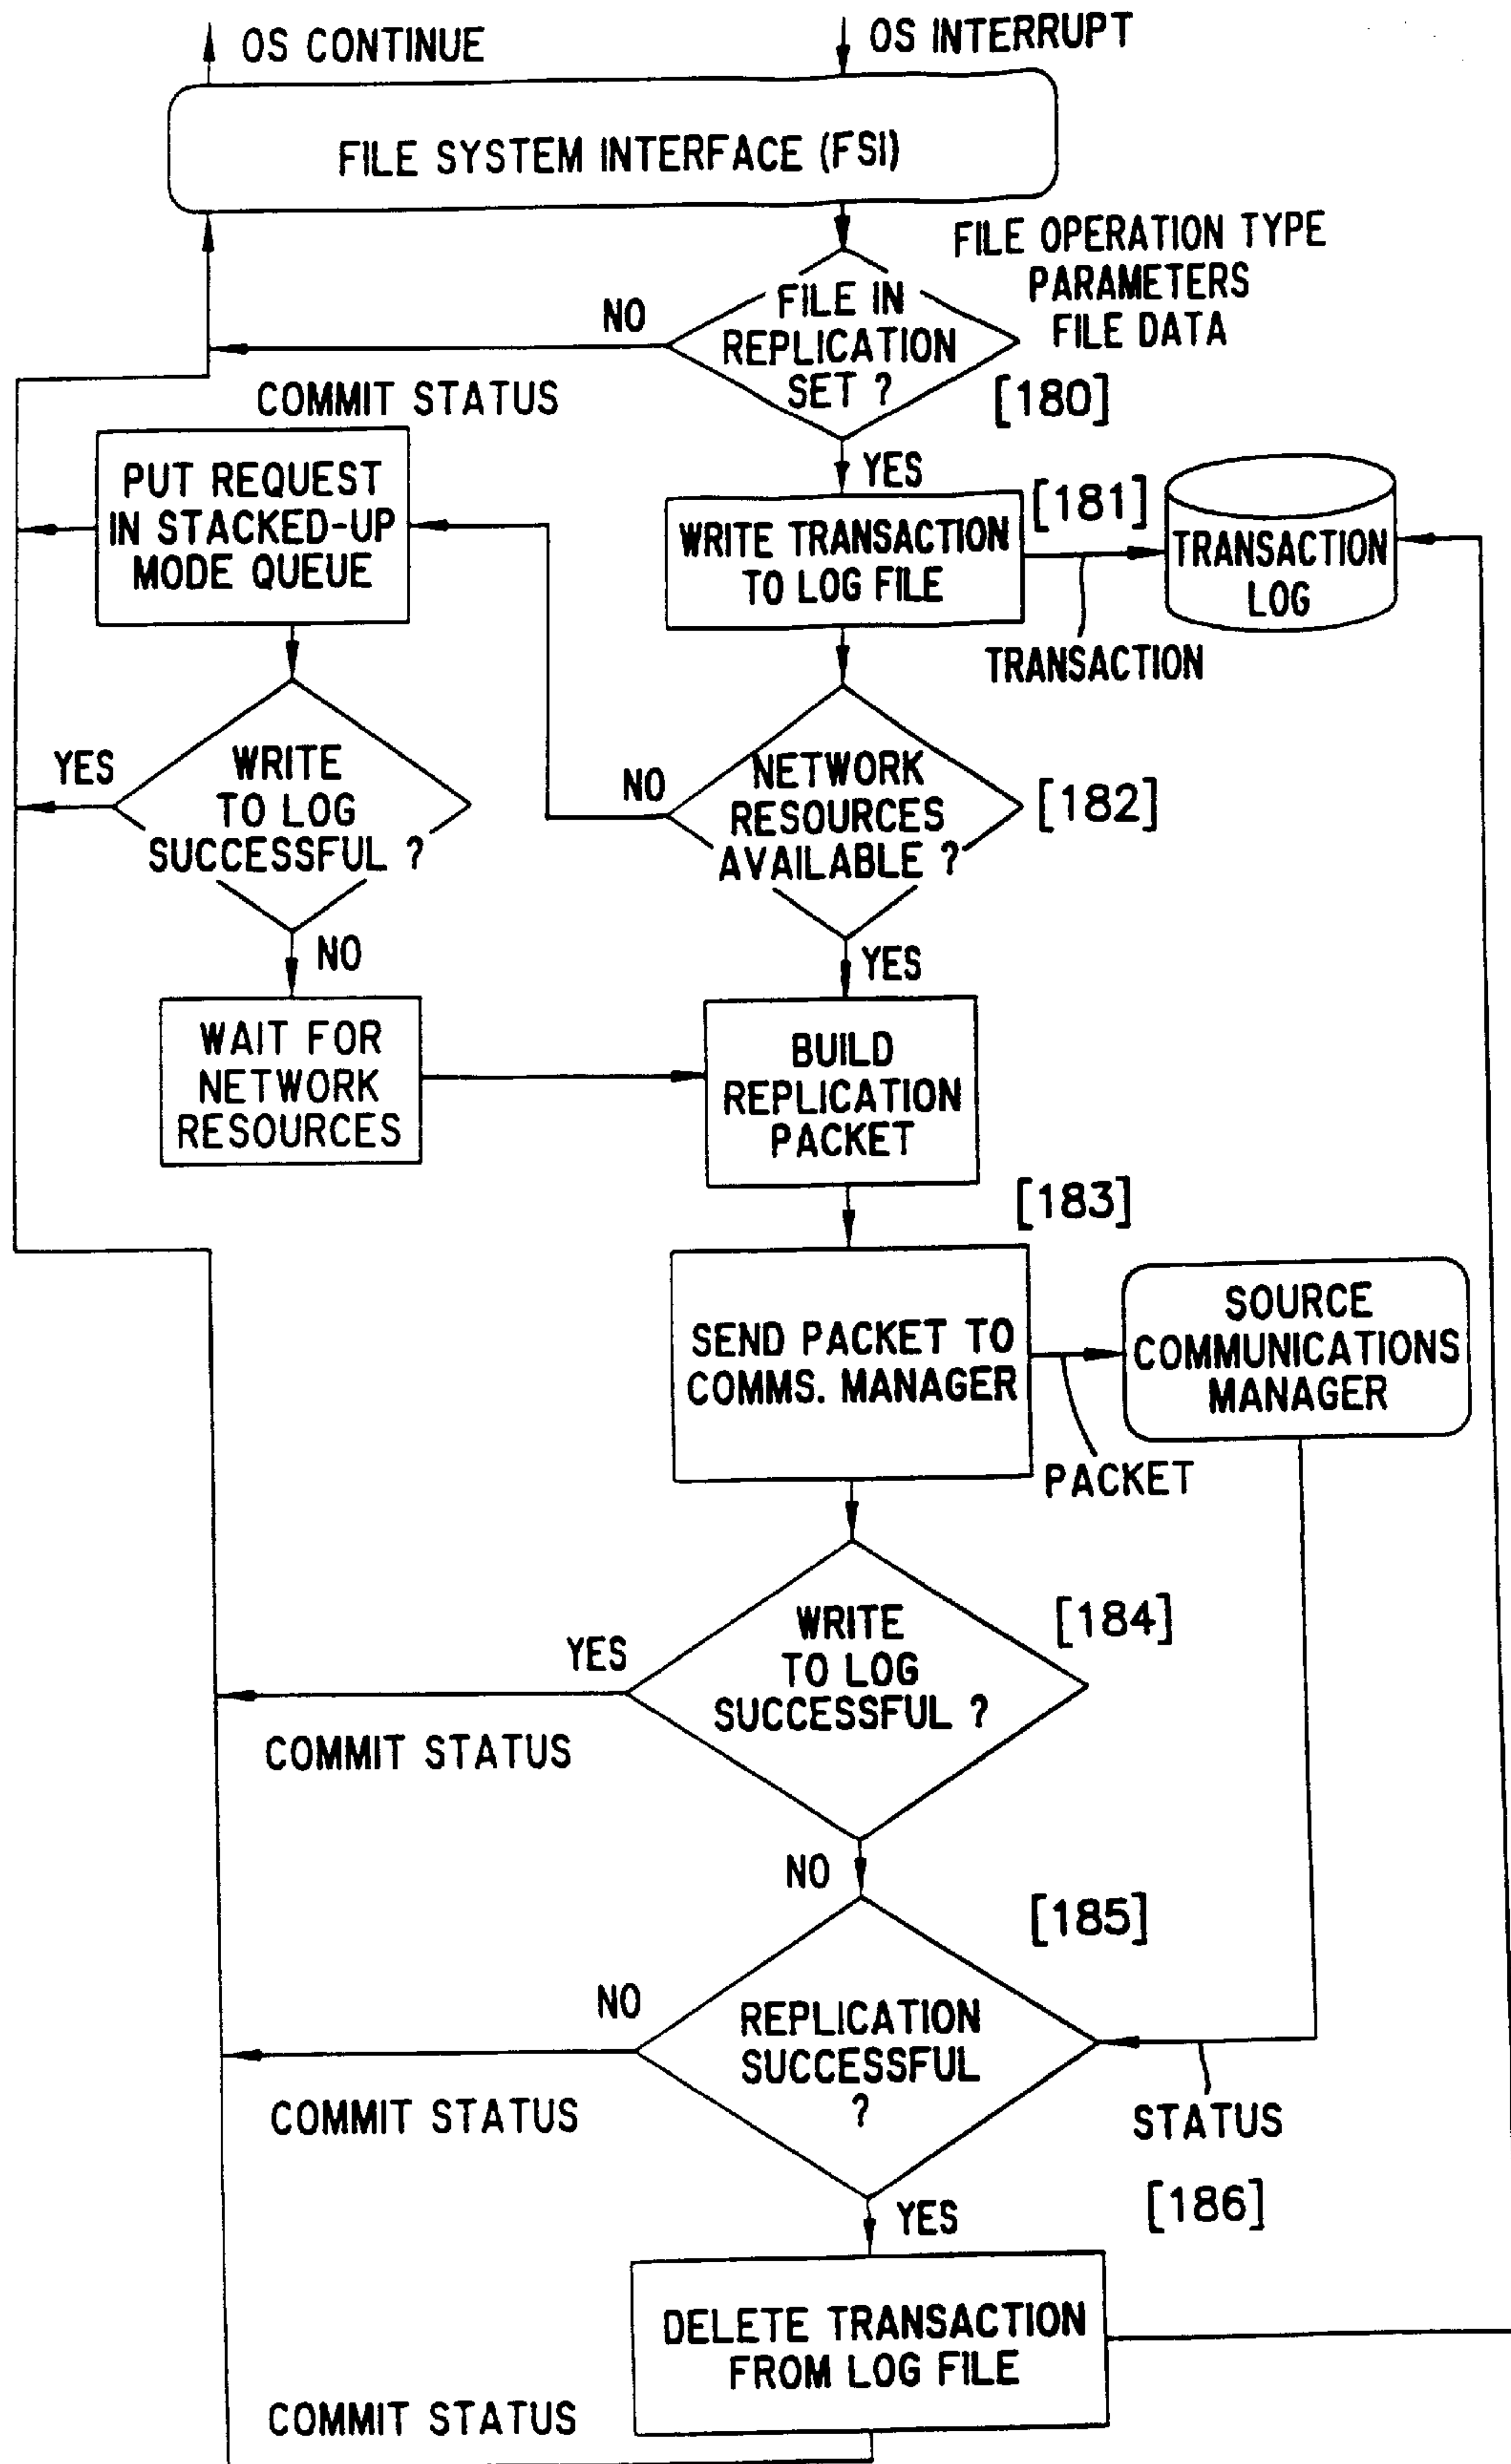 OS CONTINUE
OS INTERRUPT
FILE SYSTEM INTERFACE (FSI)
FILE OPERATION TYPE
PARAMETERS
FILE DATA
FILE IN
REPLICATION
SET ?
NO
[180]
COMMIT STATUS
YES
PUT REQUEST
IN STACKED-UP
MODE QUEUE
WRITE TRANSACTION
TO LOG FILE
[181]
TRANSACTION
LOG
TRANSACTION
YES
WRITE
TO LOG
SUCCESSFUL ?
NO
NETWORK
RESOURCES
AVAILABLE ?
[182]
NO
YES
WAIT FOR
NETWORK
RESOURCES
BUILD
REPLICATION
PACKET
[183]
SEND PACKET TO
COMMS. MANAGER
SOURCE
COMMUNICATIONS
MANAGER
PACKET
WRITE
TO LOG
SUCCESSFUL ?
[184]
YES
COMMIT STATUS
NO
[185]
NO
REPLICATION
SUCCESSFUL
?
COMMIT STATUS
STATUS
[186]
YES
DELETE TRANSACTION
FROM LOG FILE
COMMIT STATUS